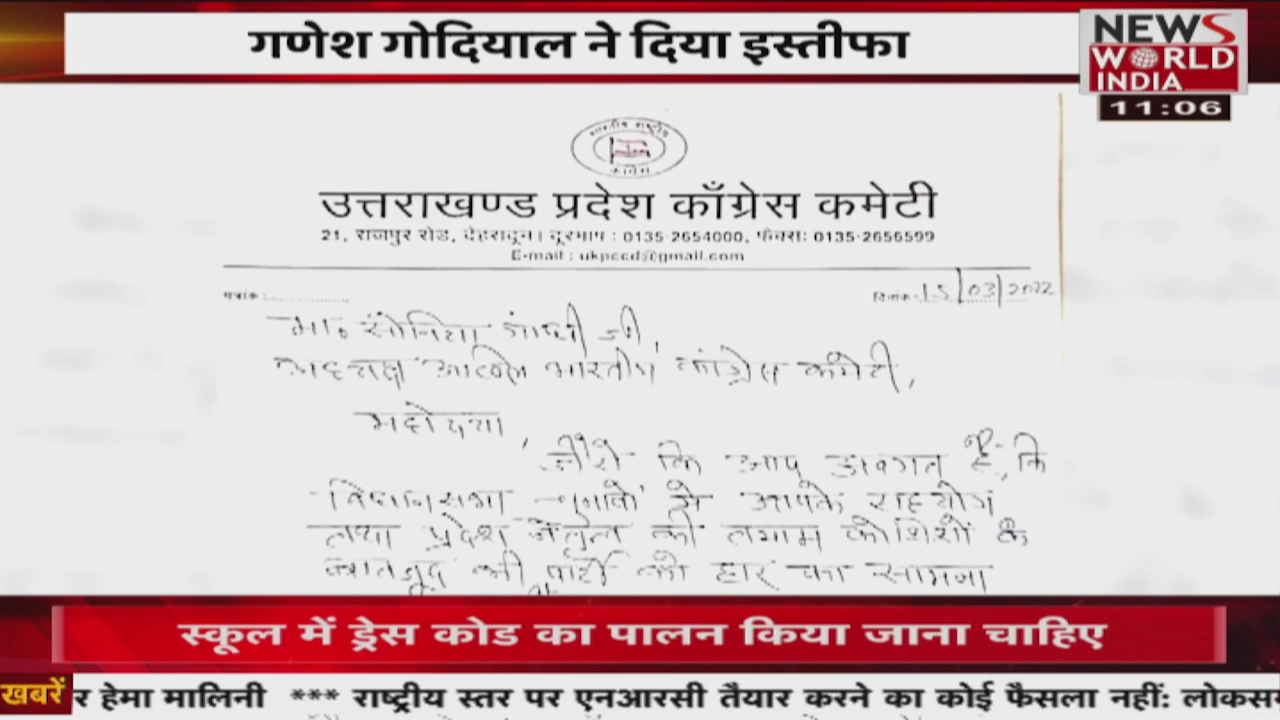 गणेश गोदियाल ने दिया इस्तीफा
NEWS
WORLD
INDIA
11:06
उत्तराखण्ड प्रदेश काँग्रेस कमेटी
21, राजपुर रोड, देहरादून। दूरभाष : 0135-2654000, फैक्स: 0135-2656599
E-mail : ukpccd@gmail.com
पत्रांक :
दिनांक : 15/03/2022
मा० सोनिया गांधी जी,
अध्यक्ष अखिल भारतीय कांग्रेस कमेटी,
महोदया,
जैसे कि आप अवगत हैं, कि
विधानसभा चुनावों में आपके सहयोग
तथा प्रदेश नेतृत्व की तमाम कोशिशों के
बावजूद भी पार्टी को हार का सामना
स्कूल में ड्रेस कोड का पालन किया जाना चाहिए
खबरें र हेमा मालिनी *** राष्ट्रीय स्तर पर एनआरसी तैयार करने का कोई फैसला नहीं: लोकस